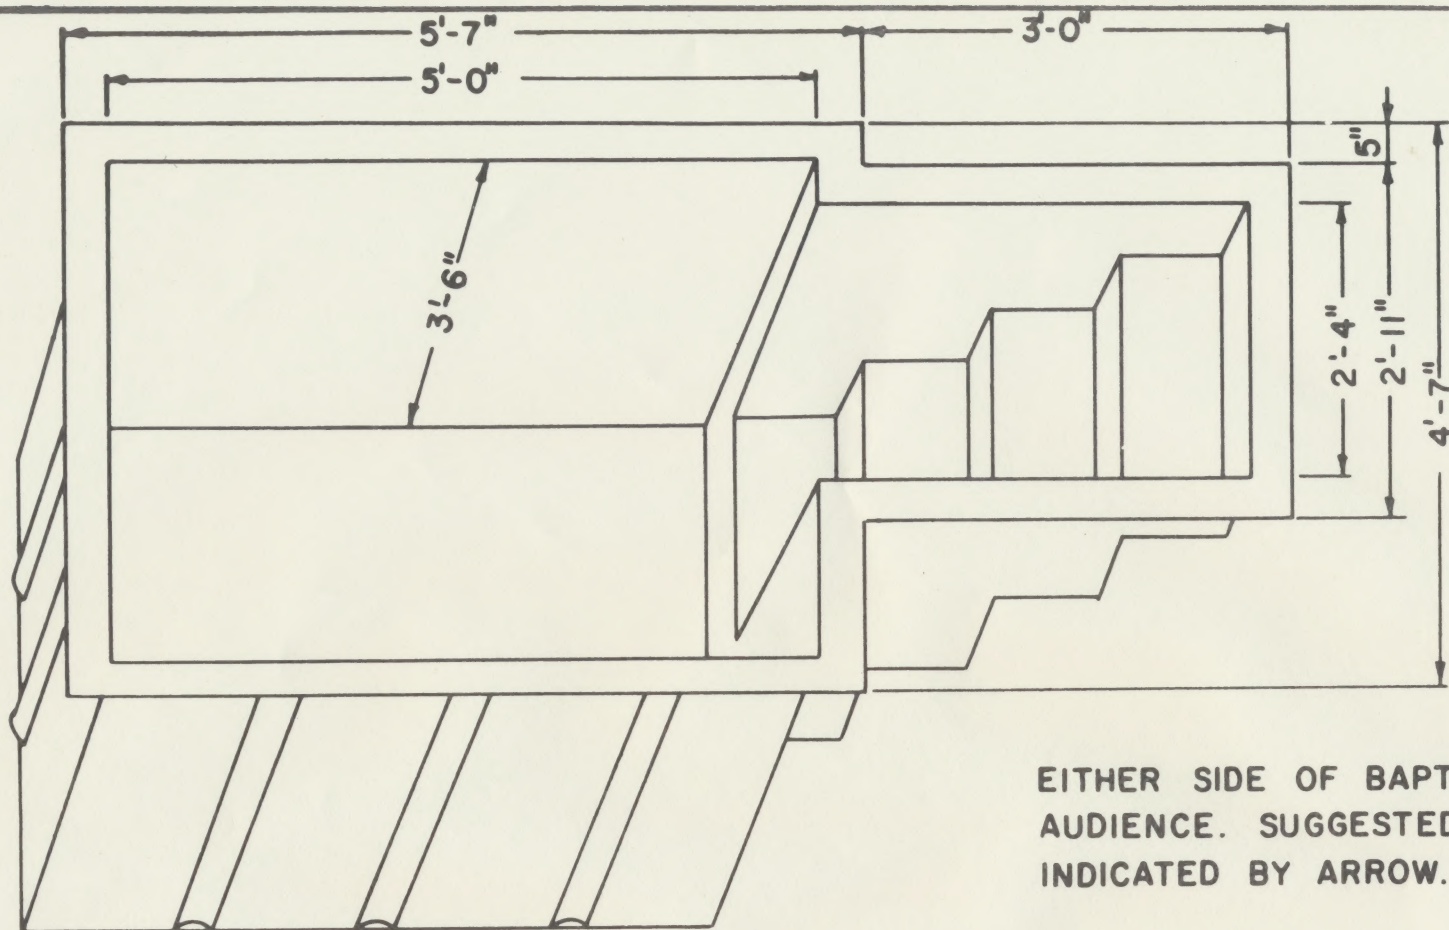 5'-7"
3'-0"
5'-0"
5"
3'-6"
2'-4"
2'-11"
4'-7"
EITHER SIDE OF BAPT
AUDIENCE. SUGGESTED
INDICATED BY ARROW.